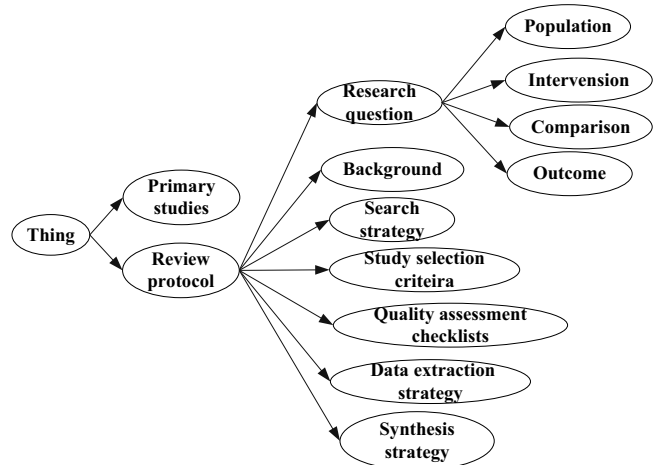 Thing
Primary
studies
Review
protocol
Research
question
Background
Search
strategy
Study selection
criteira
Quality assessment
checklists
Data extraction
strategy
Synthesis
strategy
Population
Intervension
Comparison
Outcome